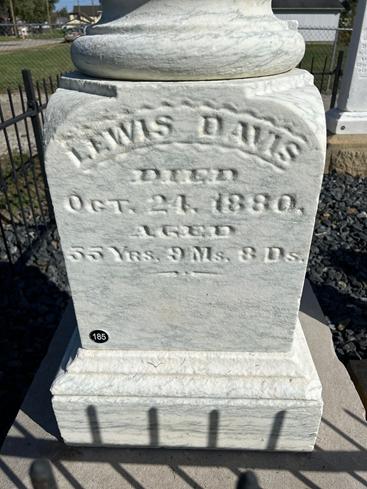 LEWIS DAVIS
DIED
OCT. 24. 1880.
AGED
55 YRS. 9 MS. 8 DS.
185